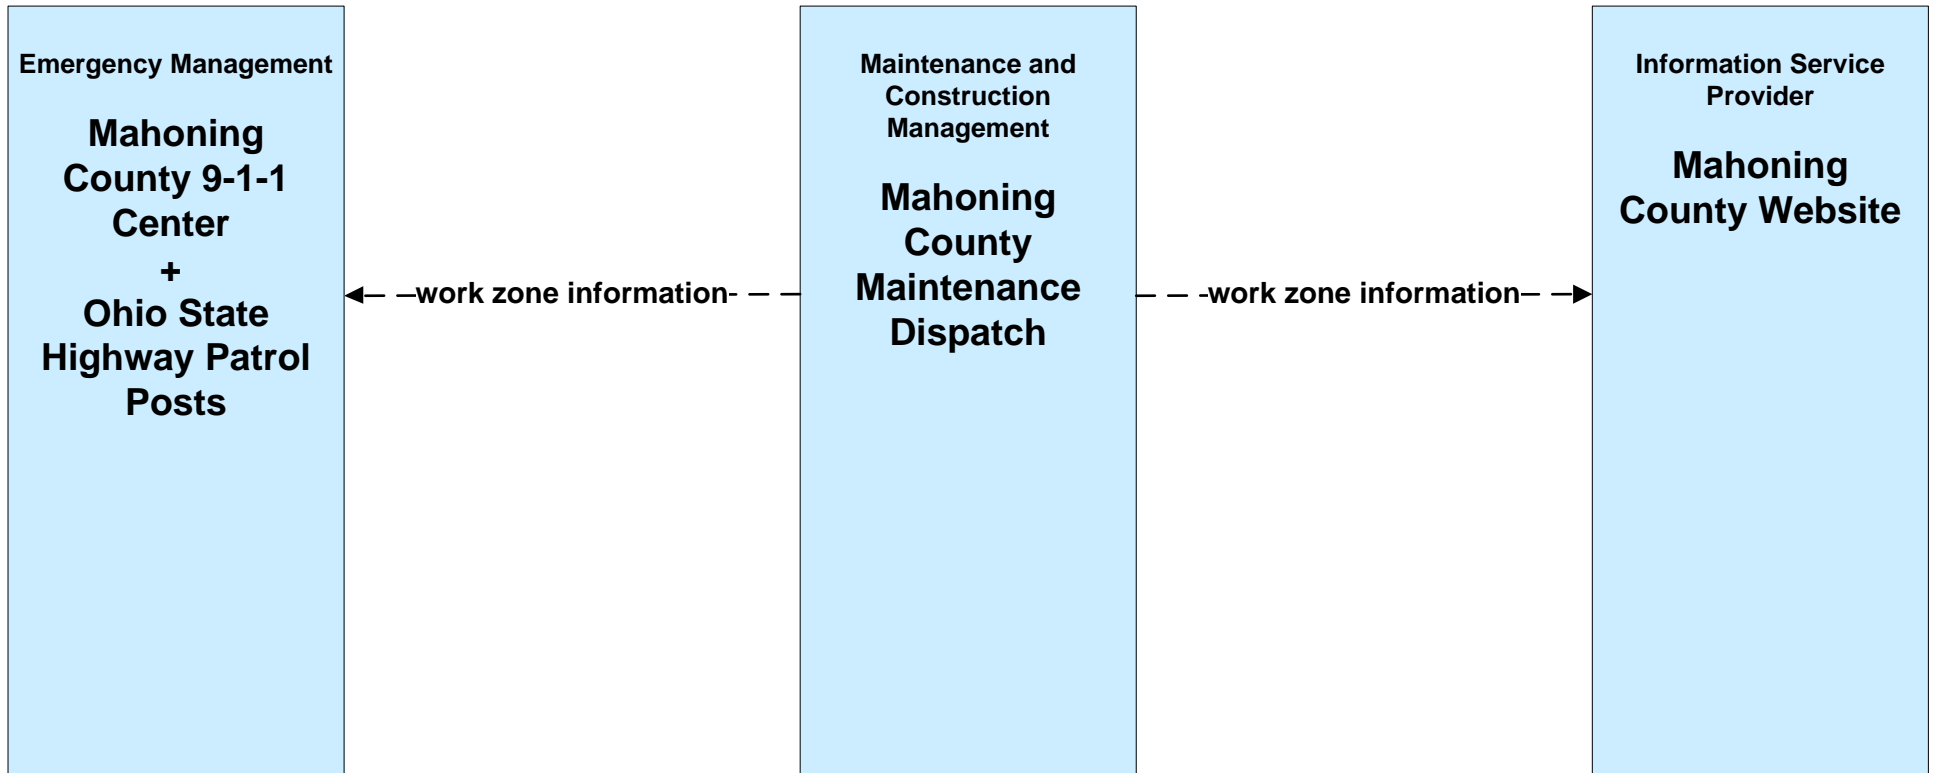 Emergency Management
Mahoning
County 9-1-1
Center
+
Ohio State
Highway Patrol
Posts
work zone information
Maintenance and
Construction
Management
Mahoning
County
Maintenance
Dispatch
work zone information
Information Service
Provider
Mahoning
County Website